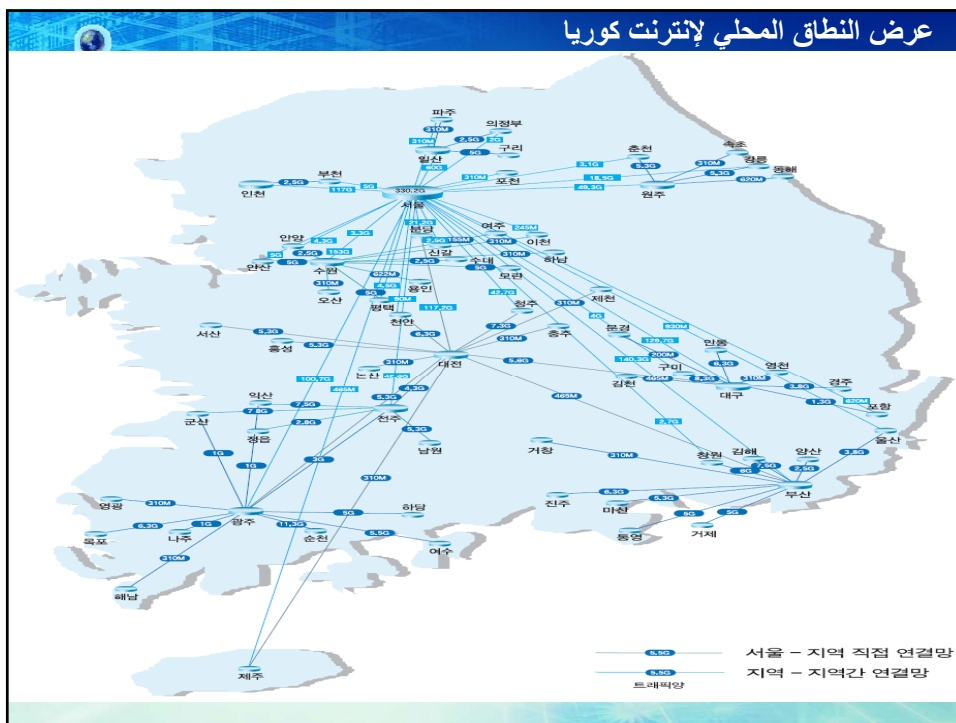 عرض النطاق المحلي لإنترنت كوريا
파주
310M
의정부
310M
2,5G
2G
310M
일산
5G
구리
60G
춘천
속초
3,1G
5,3G
310M
강릉
동해
310M
포천
18,5G
5,3G
49,3G
원주
620M
부천
인천
2,5G
117G
5G
330,2G
서울
21,2G
분당
여주
245M
안양
4,3G
3,3G
2,5G
155M
310M
이천
5G
2,5G
153G
신갈
310M
하남
안산
5G
수원
2,5G
수대
5G
모란
622M
310M
4,5G
용인
오산
5G
90M
평택
42,7G
청주
310M
제천
천안
117,2G
4G
문경
930M
서산
5,3G
6,3G
7,3G
310M
충주
129,7G
안동
홍성
5,3G
대전
5,6G
140,3G
200M
6,3G
영천
논산
310M
구미
김천
465M
8,3G
310M
대구
3,8G
경주
100,7G
465M
4,3G
1,3G
620M
포항
익산
7,5G
5,3G
465M
군산
7 8G
전주
2,7G
울산
정읍
2,8G
5,3G
남원
거창
310M
창원
김해
양산
3,8G
1G
1G
3G
7,5G
2,5G
6G
310M
부산
영광
310M
진주
6,3G
마산
5,3G
광주
5G
하당
5G
5G
목포
6,3G
1G
나주
11,3G
순천
5,5G
여수
통영
거제
310M
해남
제주
5,5G
서울 – 지역 직접 연결망
5,5G
지역 – 지역간 연결망
트래픽양